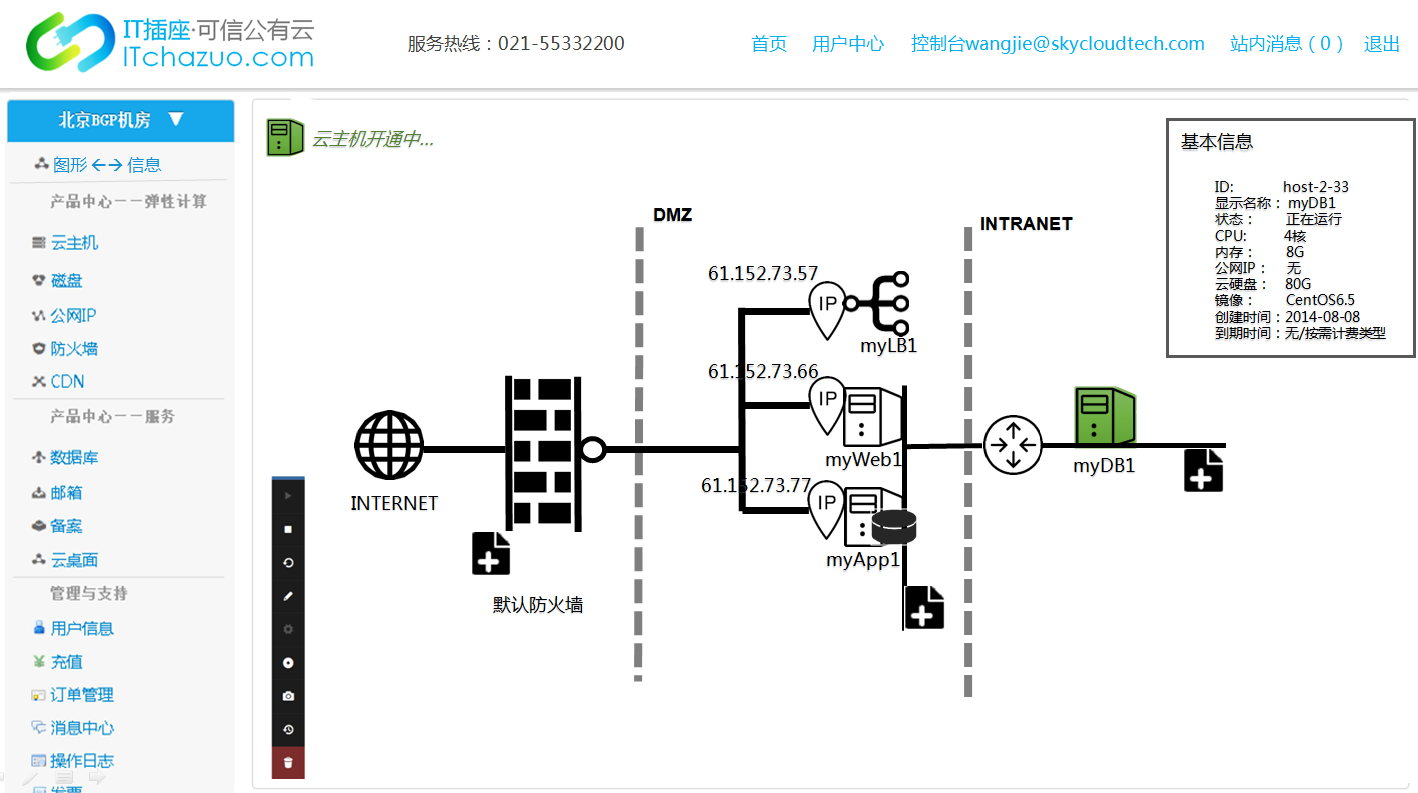 IT插座·可信公有云
ITchazuo.com
服务热线：021-55332200
首页 用户中心 控制台wangjie@skycloudtech.com 站内消息（0） 退出
北京BGP机房 ▼
图形←→信息
产品中心——弹性计算
云主机
磁盘
公网IP
防火墙
CDN
产品中心——服务
数据库
邮箱
备案
云桌面
管理与支持
用户信息
充值
订单管理
消息中心
操作日志
发票
云主机开通中...
DMZ
INTRANET
61.152.73.57
IP
myLB1
61.152.73.66
IP
myWeb1
61.152.73.77
IP
myApp1
INTERNET
默认防火墙
myDB1
基本信息
ID: host-2-33
显示名称： myDB1
状态： 正在运行
CPU: 4核
内存： 8G
公网IP： 无
云硬盘： 80G
镜像： CentOS6.5
创建时间：2014-08-08
到期时间：无/按需计费类型